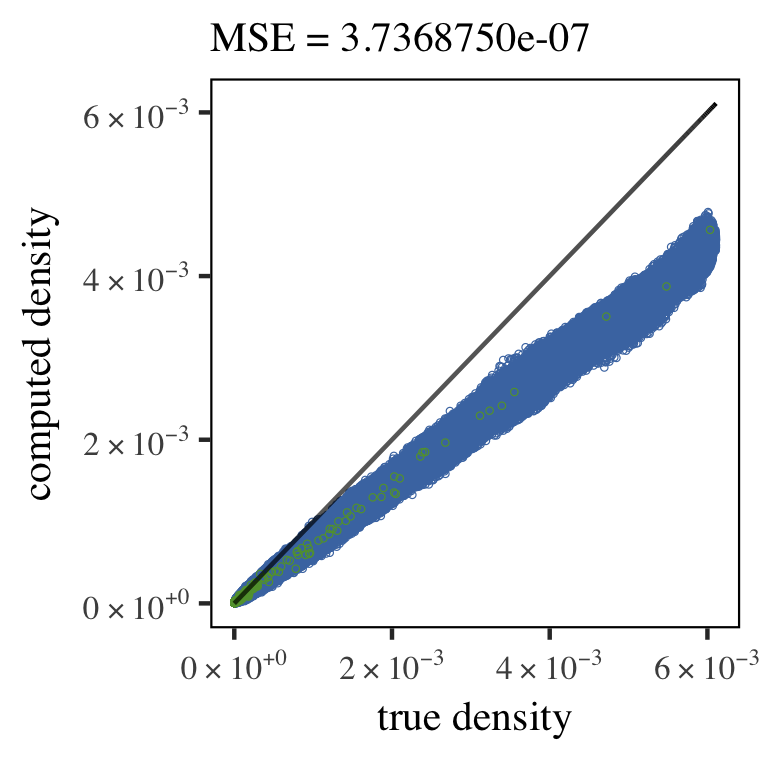 MSE = 3.7368750e-07
computed density
6 × 10⁻³
4 × 10⁻³
2 × 10⁻³
0 × 10⁺⁰
0 × 10⁺⁰ 2 × 10⁻³ 4 × 10⁻³ 6 × 10⁻³
true density